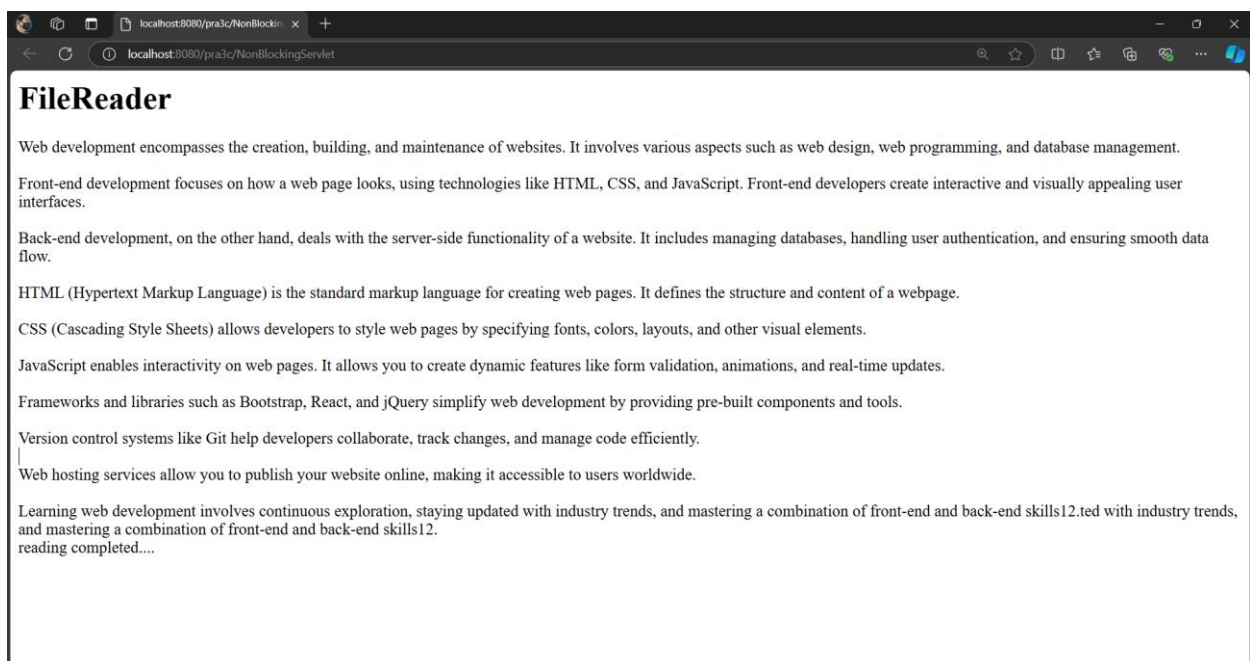 localhost:8080/pra3c/NonBlockin
localhost:8080/pra3c/NonBlockingServlet
FileReader
Web development encompasses the creation, building, and maintenance of websites. It involves various aspects such as web design, web programming, and database management.
Front-end development focuses on how a web page looks, using technologies like HTML, CSS, and JavaScript. Front-end developers create interactive and visually appealing user
interfaces.
Back-end development, on the other hand, deals with the server-side functionality of a website. It includes managing databases, handling user authentication, and ensuring smooth data
flow.
HTML (Hypertext Markup Language) is the standard markup language for creating web pages. It defines the structure and content of a webpage.
CSS (Cascading Style Sheets) allows developers to style web pages by specifying fonts, colors, layouts, and other visual elements.
JavaScript enables interactivity on web pages. It allows you to create dynamic features like form validation, animations, and real-time updates.
Frameworks and libraries such as Bootstrap, React, and jQuery simplify web development by providing pre-built components and tools.
Version control systems like Git help developers collaborate, track changes, and manage code efficiently.
Web hosting services allow you to publish your website online, making it accessible to users worldwide.
Learning web development involves continuous exploration, staying updated with industry trends, and mastering a combination of front-end and back-end skills12.ted with industry trends,
and mastering a combination of front-end and back-end skills12.
reading completed....